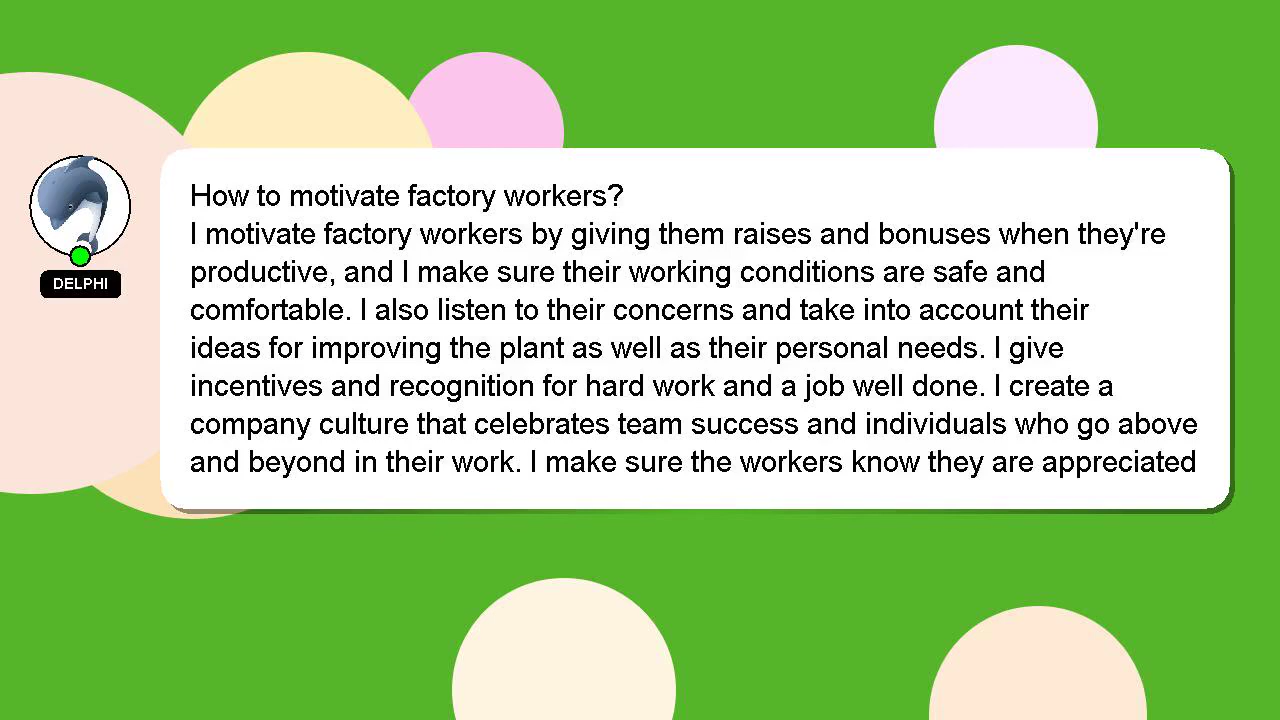 How to motivate factory workers?
I motivate factory workers by giving them raises and bonuses when they're
productive, and I make sure their working conditions are safe and
comfortable. I also listen to their concerns and take into account their
ideas for improving the plant as well as their personal needs. I give
incentives and recognition for hard work and a job well done. I create a
company culture that celebrates team success and individuals who go above
and beyond in their work. I make sure the workers know they are appreciated
DELPHI